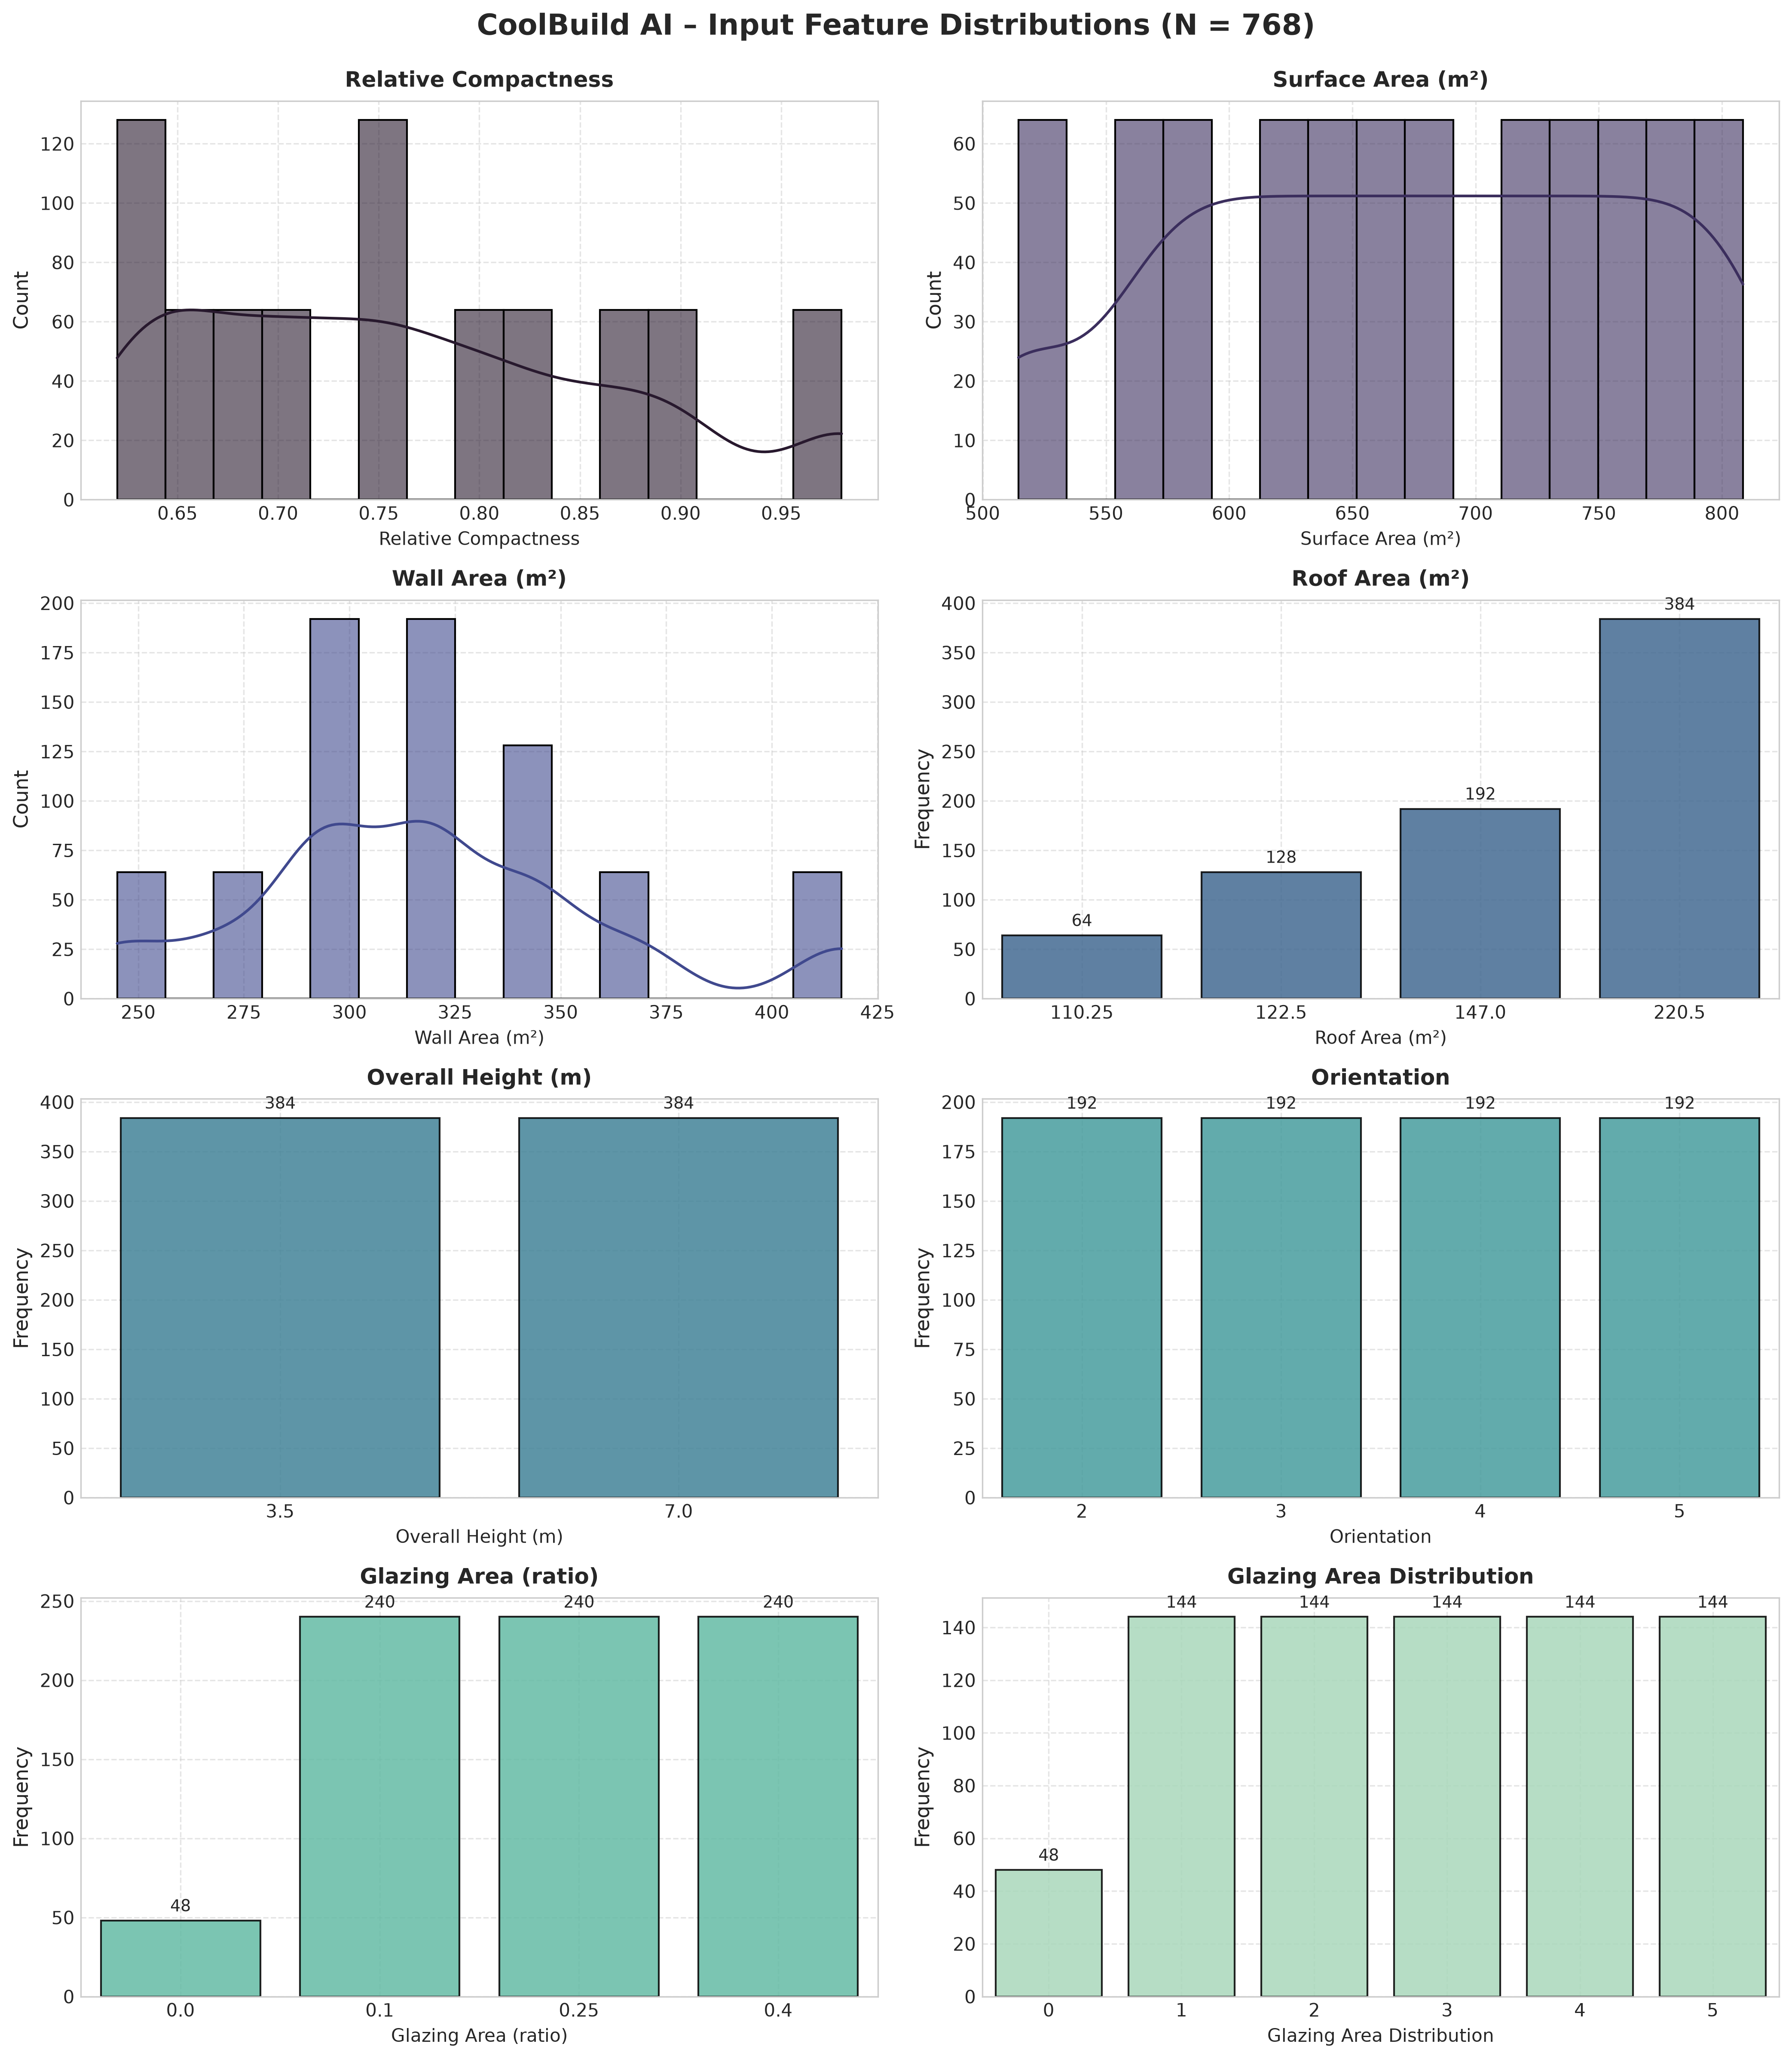 CoolBuild AI – Input Feature Distributions (N = 768)
Relative Compactness
Count
120
100
80
60
40
20
0
0.65 0.70 0.75 0.80 0.85 0.90 0.95
Relative Compactness
Surface Area (m²)
Count
60
50
40
30
20
10
0
500 550 600 650 700 750 800
Surface Area (m²)
Wall Area (m²)
Count
200
175
150
125
100
75
50
25
0
250 275 300 325 350 375 400 425
Wall Area (m²)
Roof Area (m²)
Frequency
400
350
300
250
200
150
100
50
0
64 128 192 384
110.25 122.5 147.0 220.5
Roof Area (m²)
Overall Height (m)
Frequency
400
350
300
250
200
150
100
50
0
384 384
3.5 7.0
Overall Height (m)
Orientation
Frequency
200
175
150
125
100
75
50
25
0
192 192 192 192
2 3 4 5
Orientation
Glazing Area (ratio)
Frequency
250
200
150
100
50
0
48 240 240 240
0.0 0.1 0.25 0.4
Glazing Area (ratio)
Glazing Area Distribution
Frequency
140
120
100
80
60
40
20
0
48 144 144 144 144 144
0 1 2 3 4 5
Glazing Area Distribution